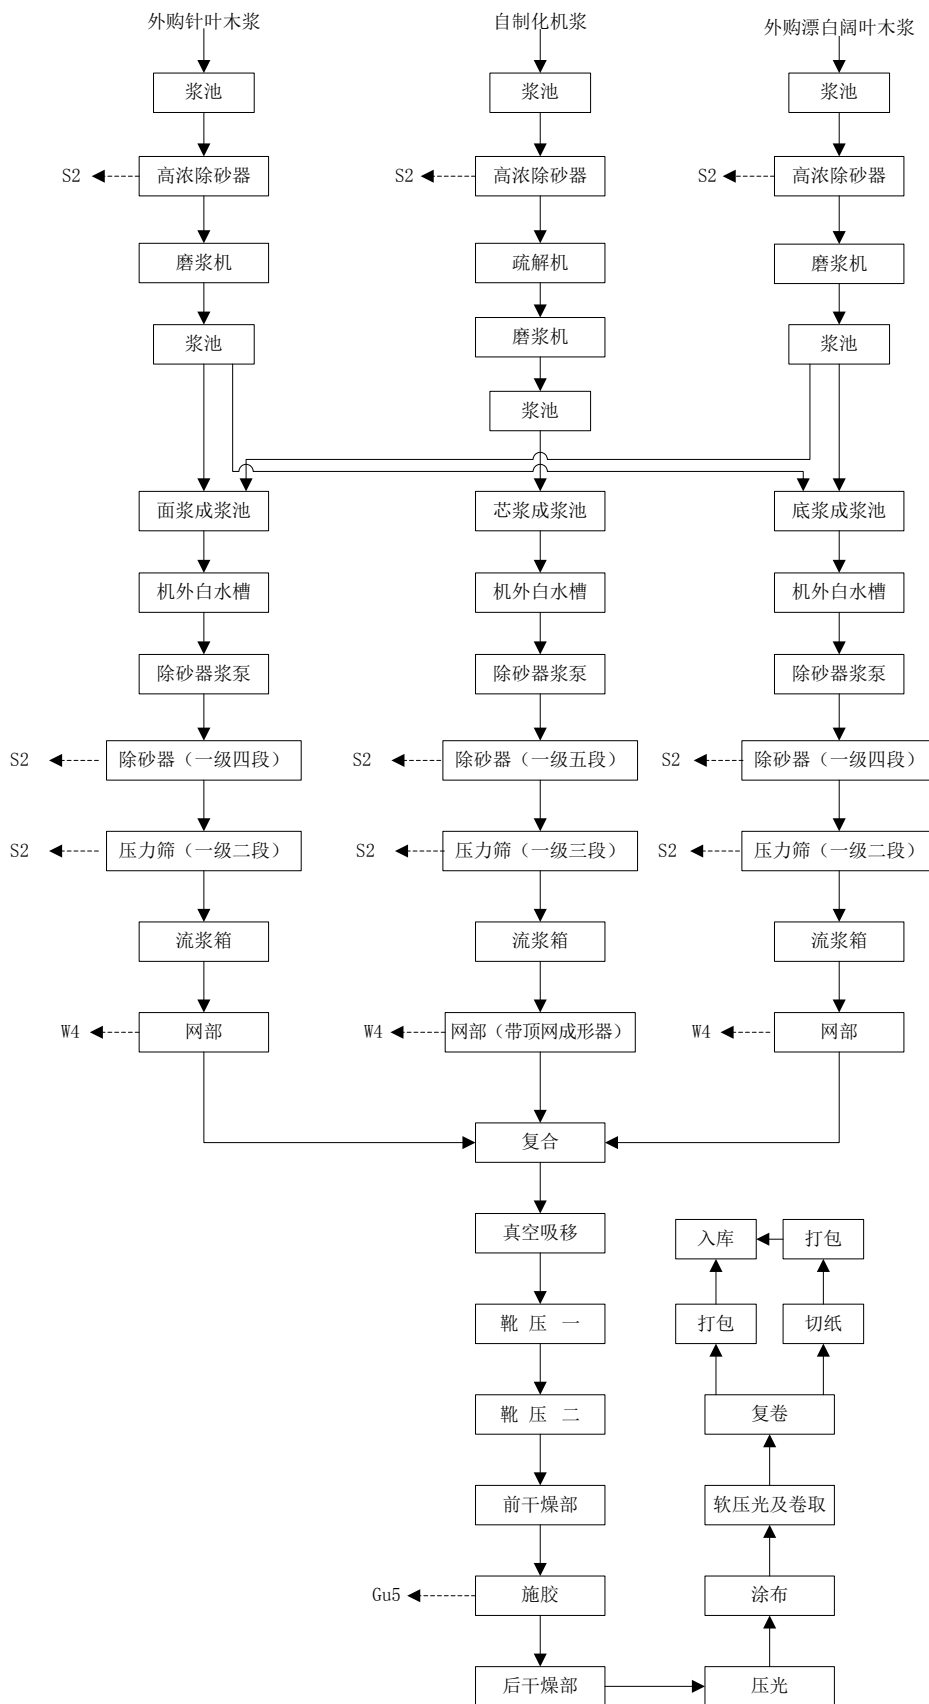 外购针叶木浆
自制化机浆
外购漂白阔叶木浆
浆池
浆池
浆池
S2
高浓除砂器
S2
高浓除砂器
S2
高浓除砂器
磨浆机
疏解机
磨浆机
浆池
磨浆机
浆池
浆池
面浆成浆池
芯浆成浆池
底浆成浆池
机外白水槽
机外白水槽
机外白水槽
除砂器浆泵
除砂器浆泵
除砂器浆泵
S2
除砂器（一级四段）
S2
除砂器（一级五段）
S2
除砂器（一级四段）
S2
压力筛（一级二段）
S2
压力筛（一级三段）
S2
压力筛（一级二段）
流浆箱
流浆箱
流浆箱
W4
网部
W4
网部（带顶网成形器）
W4
网部
复合
真空吸移
入库
打包
靴 压 一
打包
切纸
靴 压 二
复卷
前干燥部
软压光及卷取
Gu5
施胶
涂布
后干燥部
压光